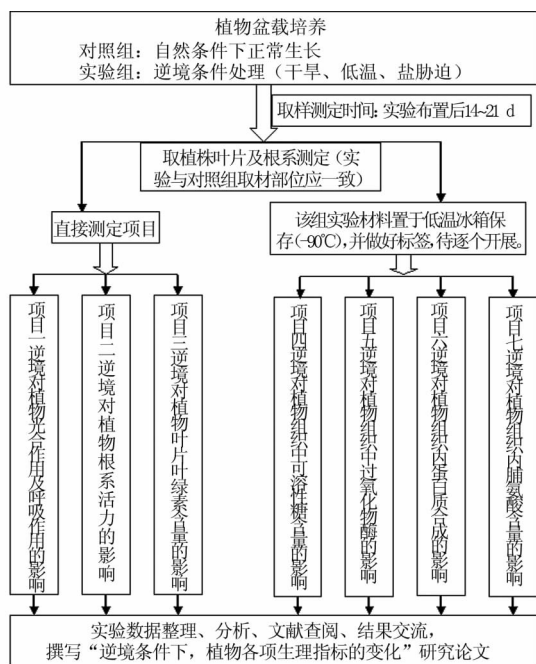 植物盆载培养
对照组：自然条件下正常生长
实验组：逆境条件处理（干旱、低温、盐胁迫）
取样测定时间：实验布置后14~21 d
取植株叶片及根系测定（实
验与对照组取材部位应一致）
直接测定项目
该组实验材料置于低温冰箱保
存(-90℃)，并做好标签，待逐个开展。
项目一逆境对植物光合作用及呼吸作用的影响
项目二逆境对植物根系活力的影响
项目三逆境对植物叶片叶绿素含量的影响
项目四逆境对植物组织中可溶性糖含量的影响
项目五逆境对植物组织中过氧化物酶的影响
项目六逆境对植物组织内蛋白质合成的影响
项目七逆境对植物组织内脯氨酸含量的影响
实验数据整理、分析、文献查阅、结果交流，
撰写“逆境条件下，植物各项生理指标的变化”研究论文